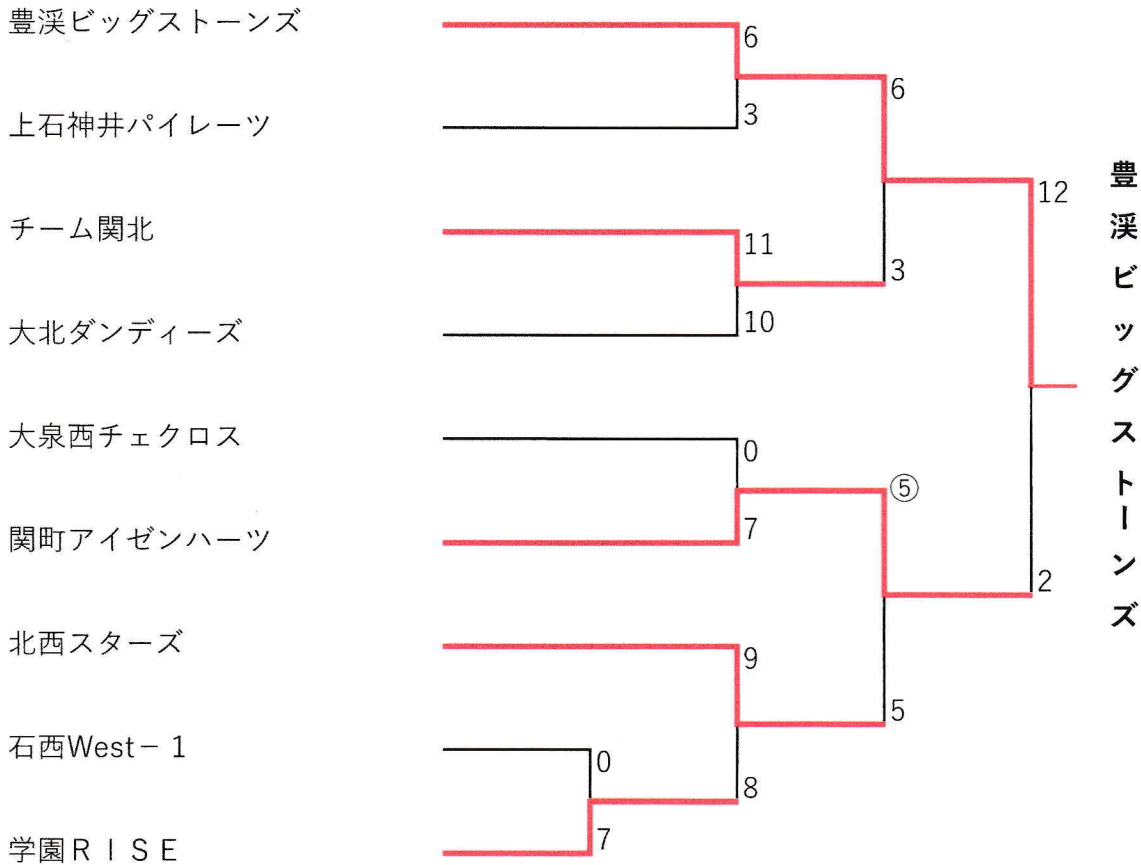 豊渓ビッグストーンズ
6
6
3
上石神井パイレーツ
12
チーム関北
11
3
10
大北ダンディーズ
豊渓ビッグストーンズ
大泉西チェクロス
0
⑤
7
関町アイゼンハーツ
2
北西スターズ
9
5
石西West－１
0
8
7
学園ＲＩＳＥ